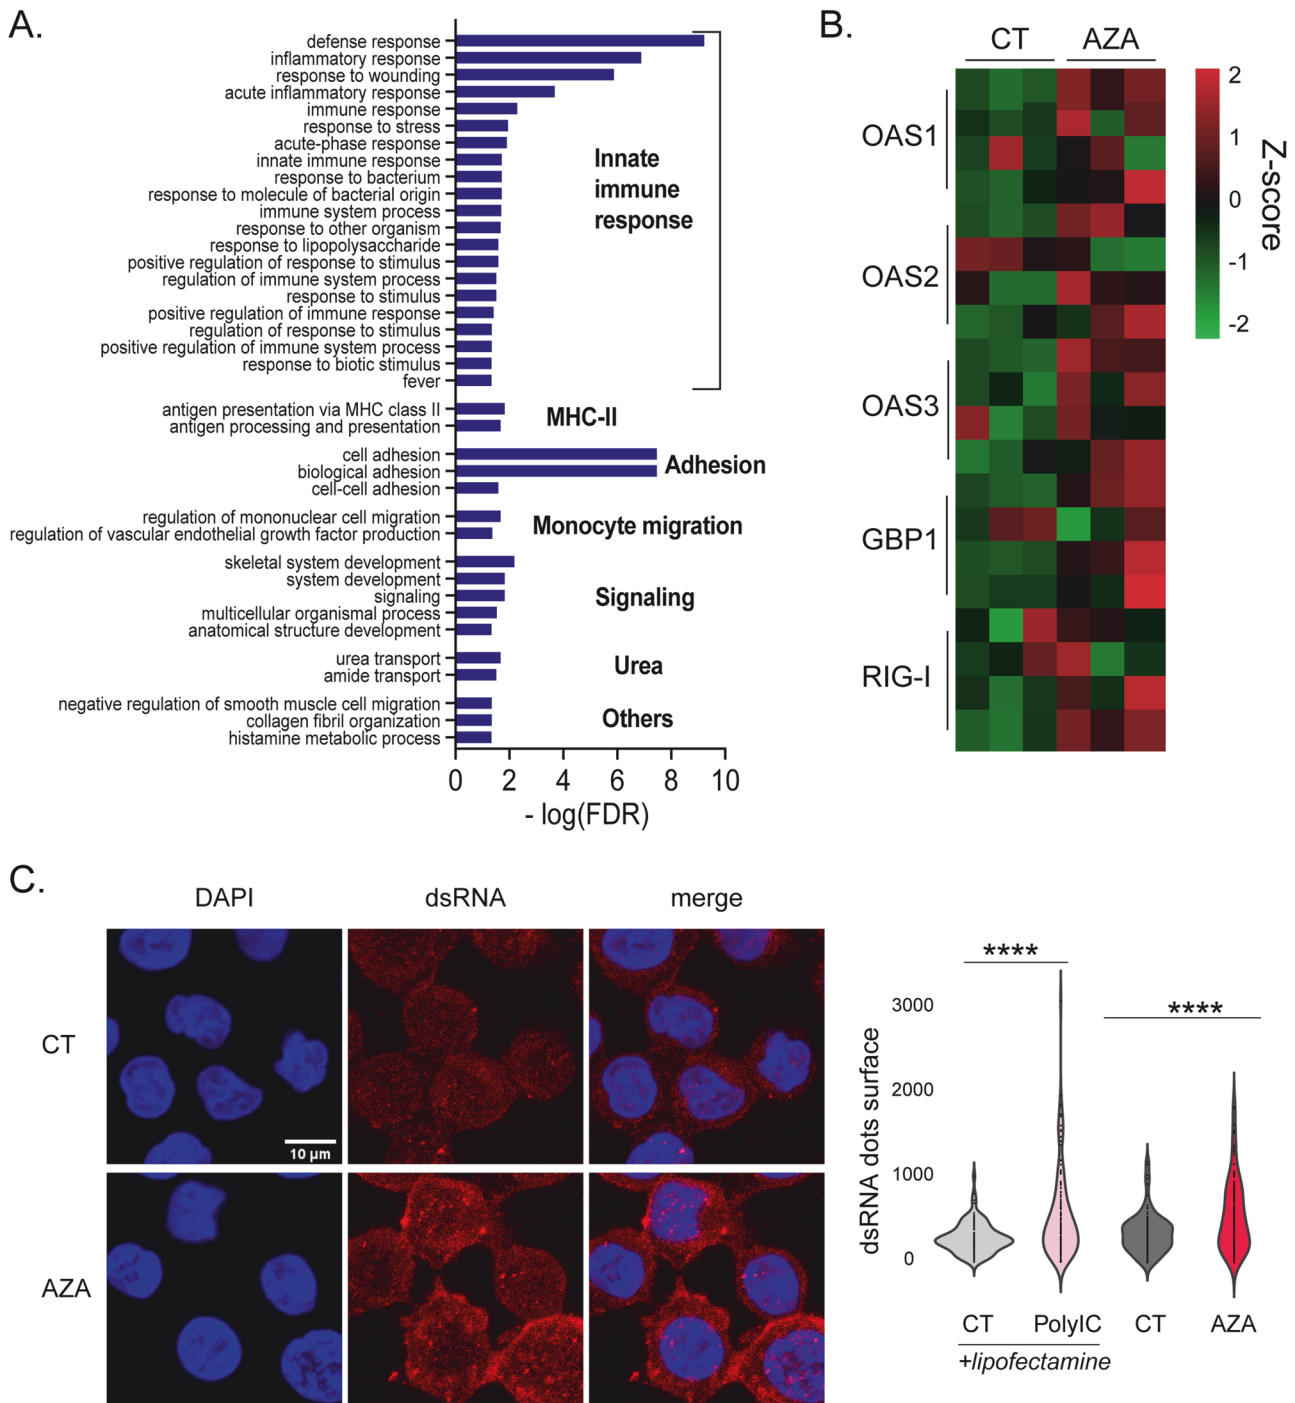 A.
defense response
inflammatory response
response to wounding
acute inflammatory response
immune response
response to stress
acute-phase response
innate immune response
response to bacterium
response to molecule of bacterial origin
immune system process
response to other organism
response to lipopolysaccharide
positive regulation of response to stimulus
regulation of immune system process
response to stimulus
positive regulation of immune response
regulation of response to stimulus
positive regulation of immune system process
response to biotic stimulus
fever
Innate
immune
response
antigen presentation via MHC class II
antigen processing and presentation
MHC-II
cell adhesion
biological adhesion
cell-cell adhesion
Adhesion
regulation of mononuclear cell migration
regulation of vascular endothelial growth factor production
Monocyte migration
skeletal system development
system development
signaling
multicellular organismal process
anatomical structure development
Signaling
urea transport
amide transport
Urea
negative regulation of smooth muscle cell migration
collagen fibril organization
histamine metabolic process
Others
0 2 4 6 8 10
- log(FDR)
B.
CT AZA
OAS1
OAS2
OAS3
GBP1
RIG-I
2
1
0
-1
-2
Z-score
C.
DAPI dsRNA merge
CT
10 µm
AZA
dsRNA dots surface
3000
2000
1000
0
****
****
CT PolyIC CT AZA
+lipofectamine